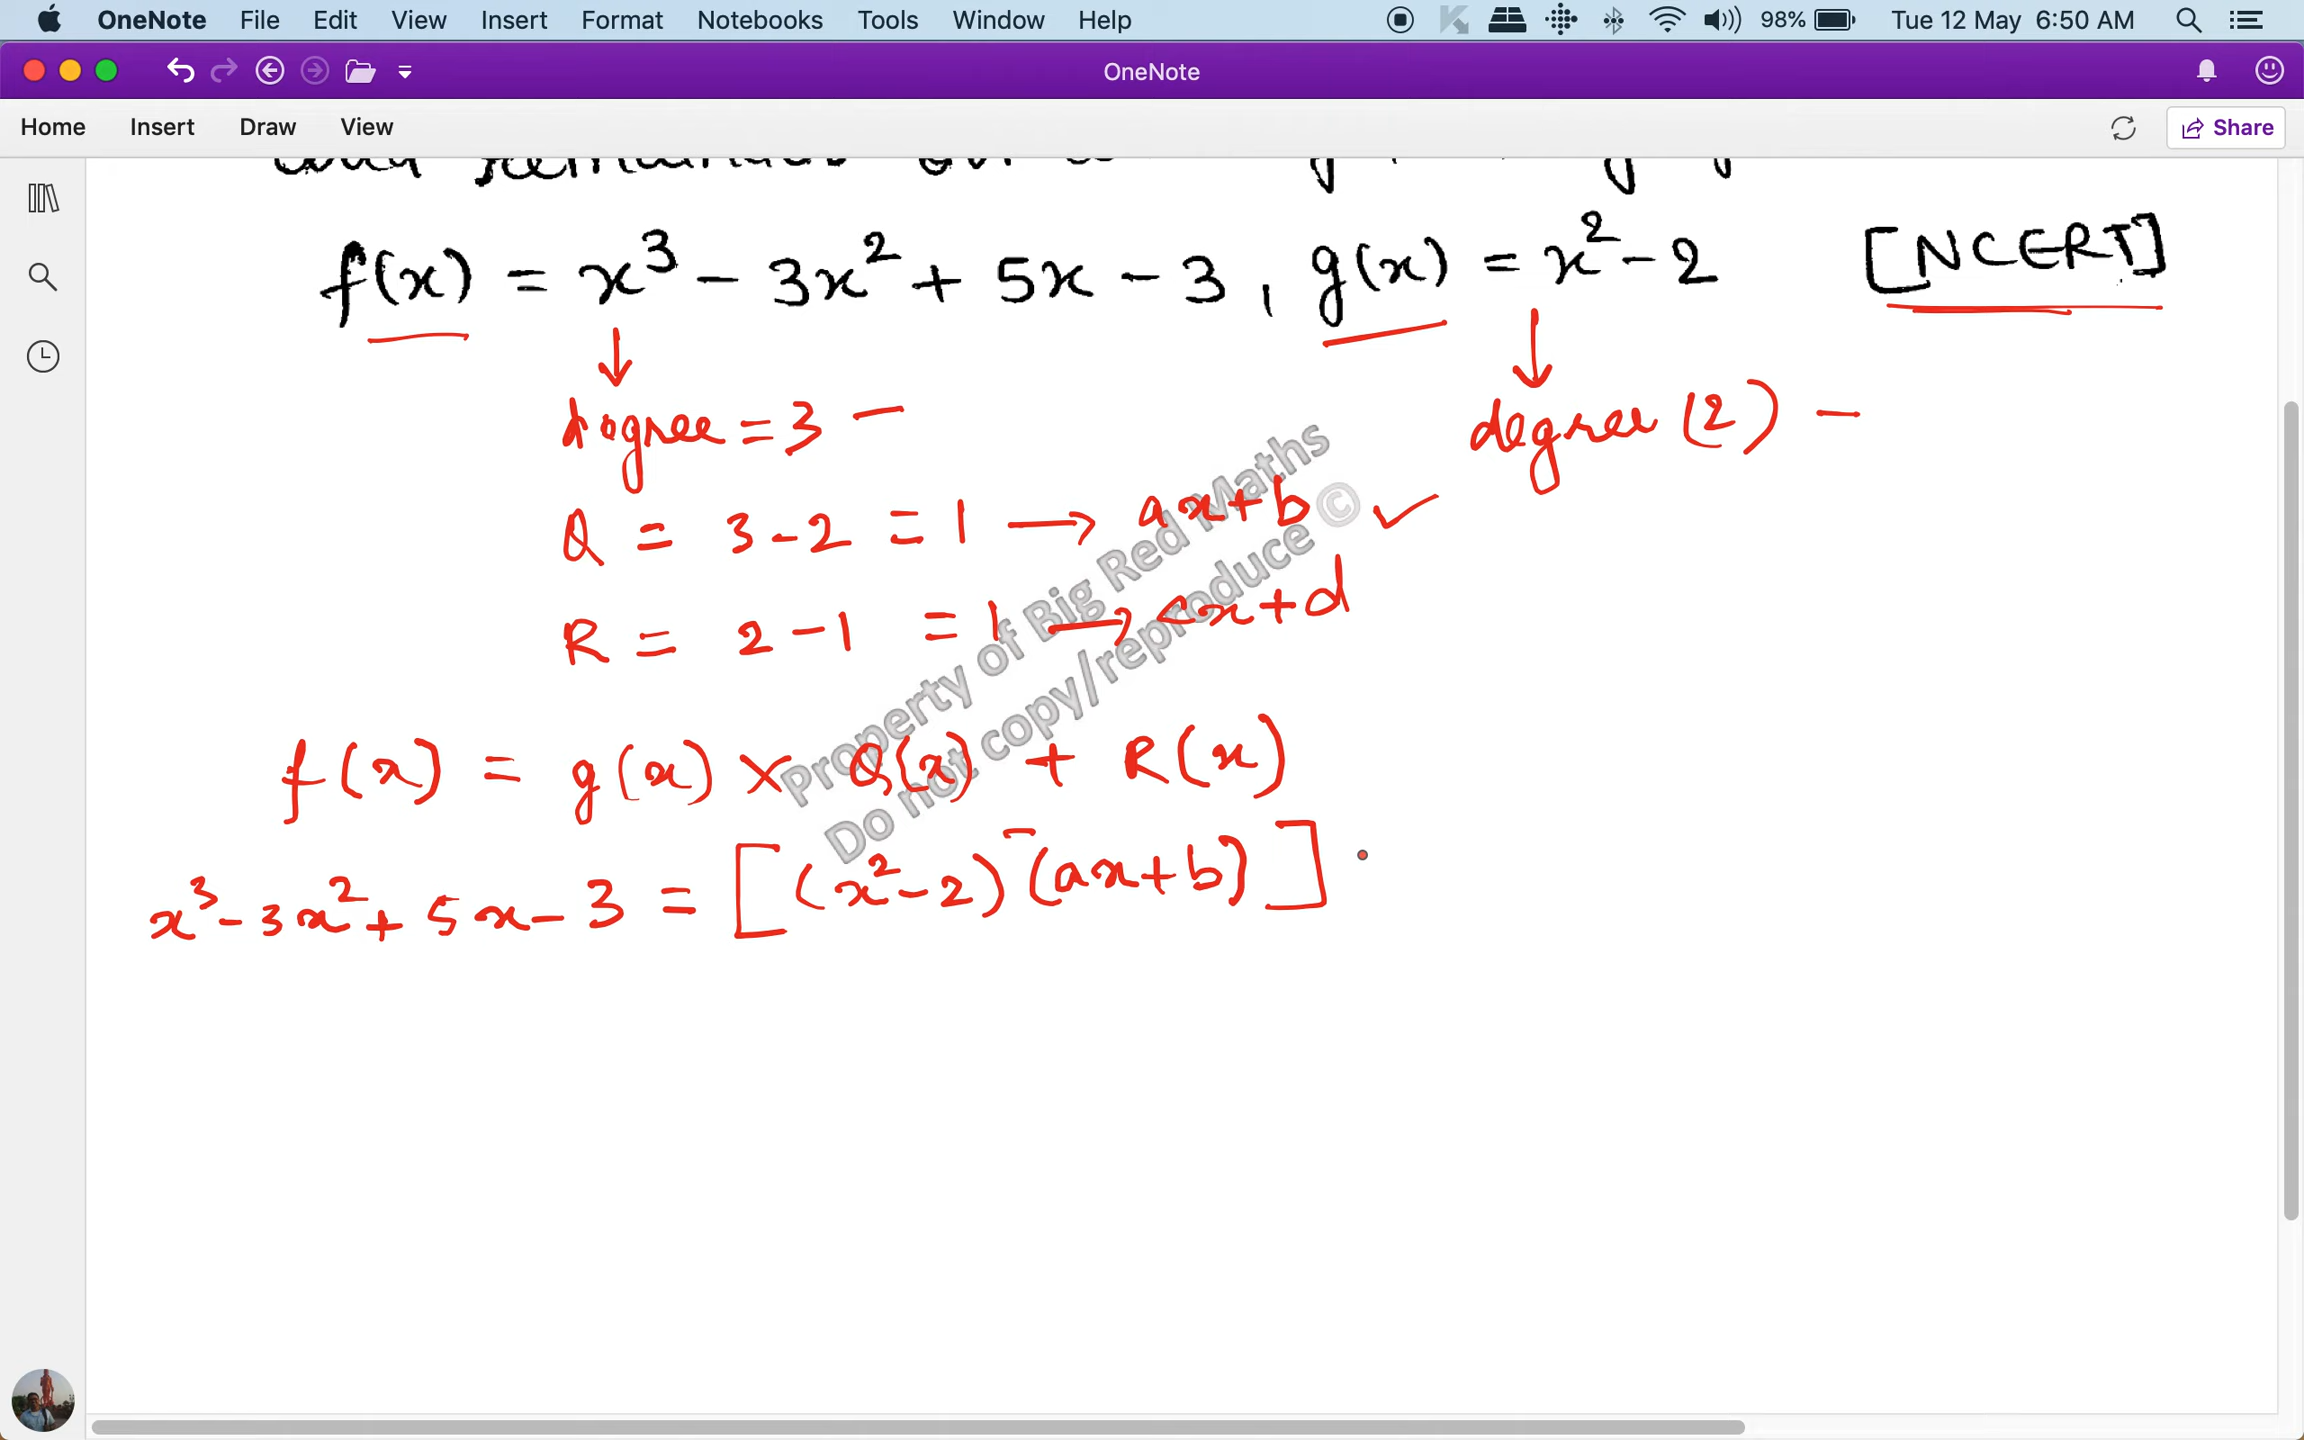 OneNote File Edit View Insert Format Notebooks Tools Window Help 98% Tue 12 May 6:50 AM
OneNote
Home Insert Draw View Share
f(x) = x³ - 3x² + 5x - 3, g(x) = x² - 2 [NCERT]
degree = 3 — degree (2) —
Q = 3 - 2 = 1 → ax+b ✓
R = 2 - 1 = 1 → cx+d
f(x) = g(x) × Q(x) + R(x)
x³ - 3x² + 5x - 3 = [(x² - 2) (ax+b)]
Property of Big Red Maths ©
Do not copy/reproduce